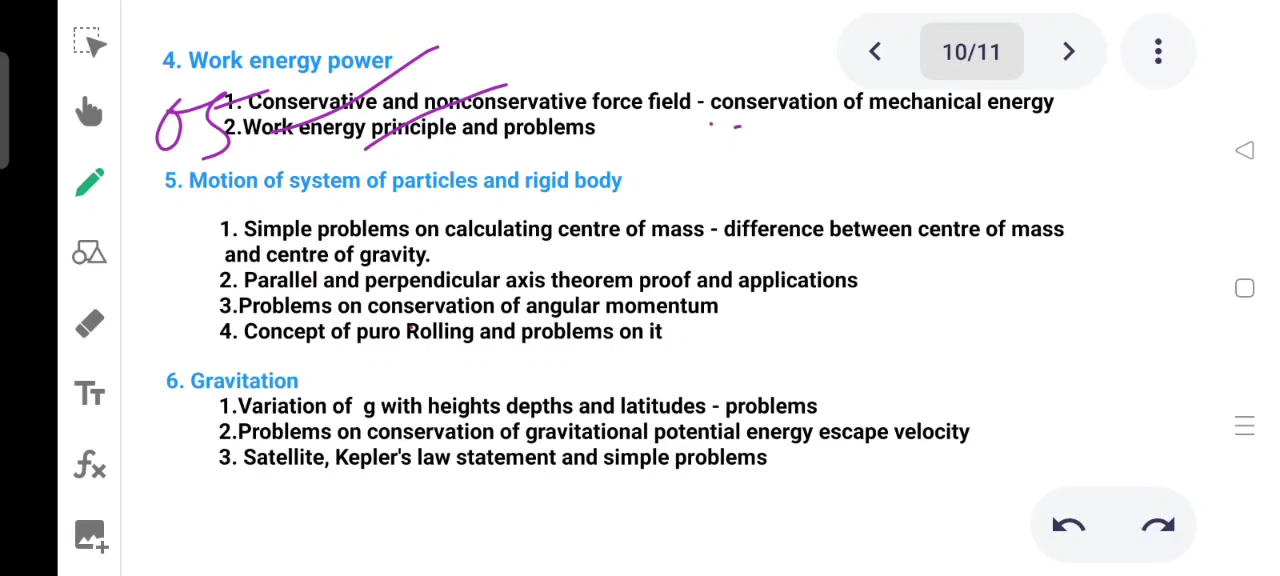 10/11
4. Work energy power
1. Conservative and nonconservative force field - conservation of mechanical energy
05
2.Work energy principle and problems
5. Motion of system of particles and rigid body
1. Simple problems on calculating centre of mass - difference between centre of mass
and centre of gravity.
2. Parallel and perpendicular axis theorem proof and applications
3.Problems on conservation of angular momentum
4. Concept of puro Rolling and problems on it
6. Gravitation
1.Variation of g with heights depths and latitudes - problems
2.Problems on conservation of gravitational potential energy escape velocity
3. Satellite, Kepler's law statement and simple problems
TT
fx